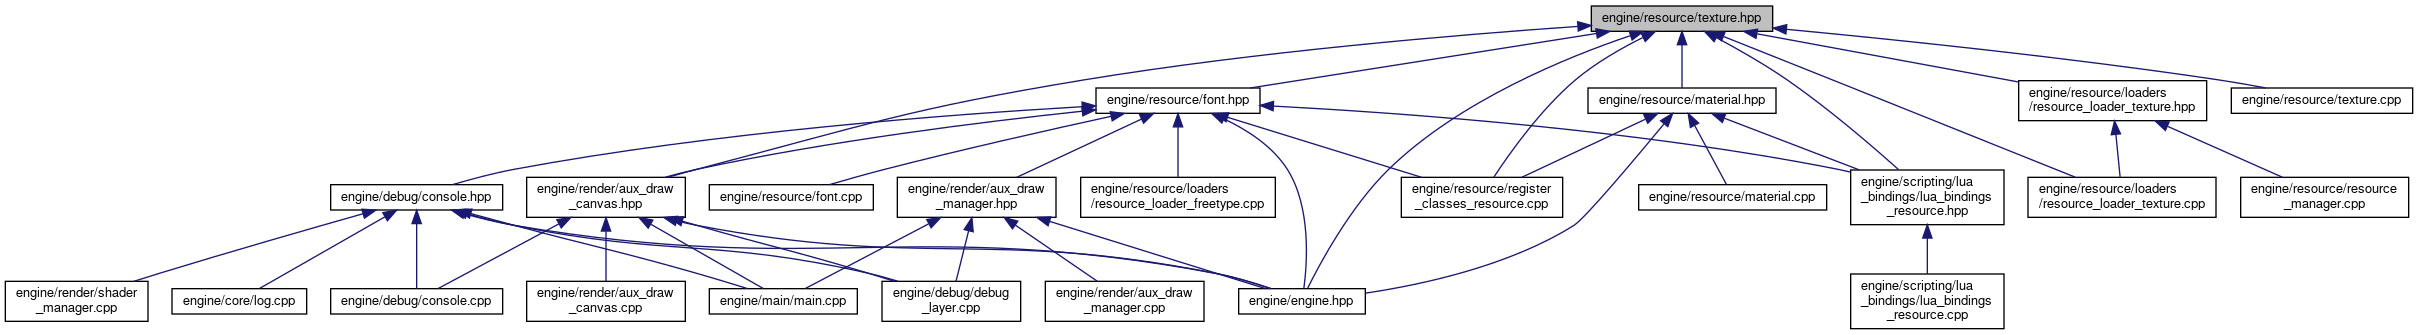 engine/resource/texture.hpp
engine/resource/font.hpp
engine/resource/material.hpp
engine/resource/loaders
/resource_loader_texture.hpp
engine/resource/texture.cpp
engine/debug/console.hpp
engine/render/aux_draw
_canvas.hpp
engine/resource/font.cpp
engine/render/aux_draw
_manager.hpp
engine/resource/loaders
/resource_loader_freetype.cpp
engine/resource/register
_classes_resource.cpp
engine/resource/material.cpp
engine/scripting/lua
_bindings/lua_bindings
_resource.hpp
engine/resource/loaders
/resource_loader_texture.cpp
engine/resource/resource
_manager.cpp
engine/render/shader
_manager.cpp
engine/core/log.cpp
engine/debug/console.cpp
engine/render/aux_draw
_canvas.cpp
engine/main/main.cpp
engine/debug/debug
_layer.cpp
engine/render/aux_draw
_manager.cpp
engine/engine.hpp
engine/scripting/lua
_bindings/lua_bindings
_resource.cpp